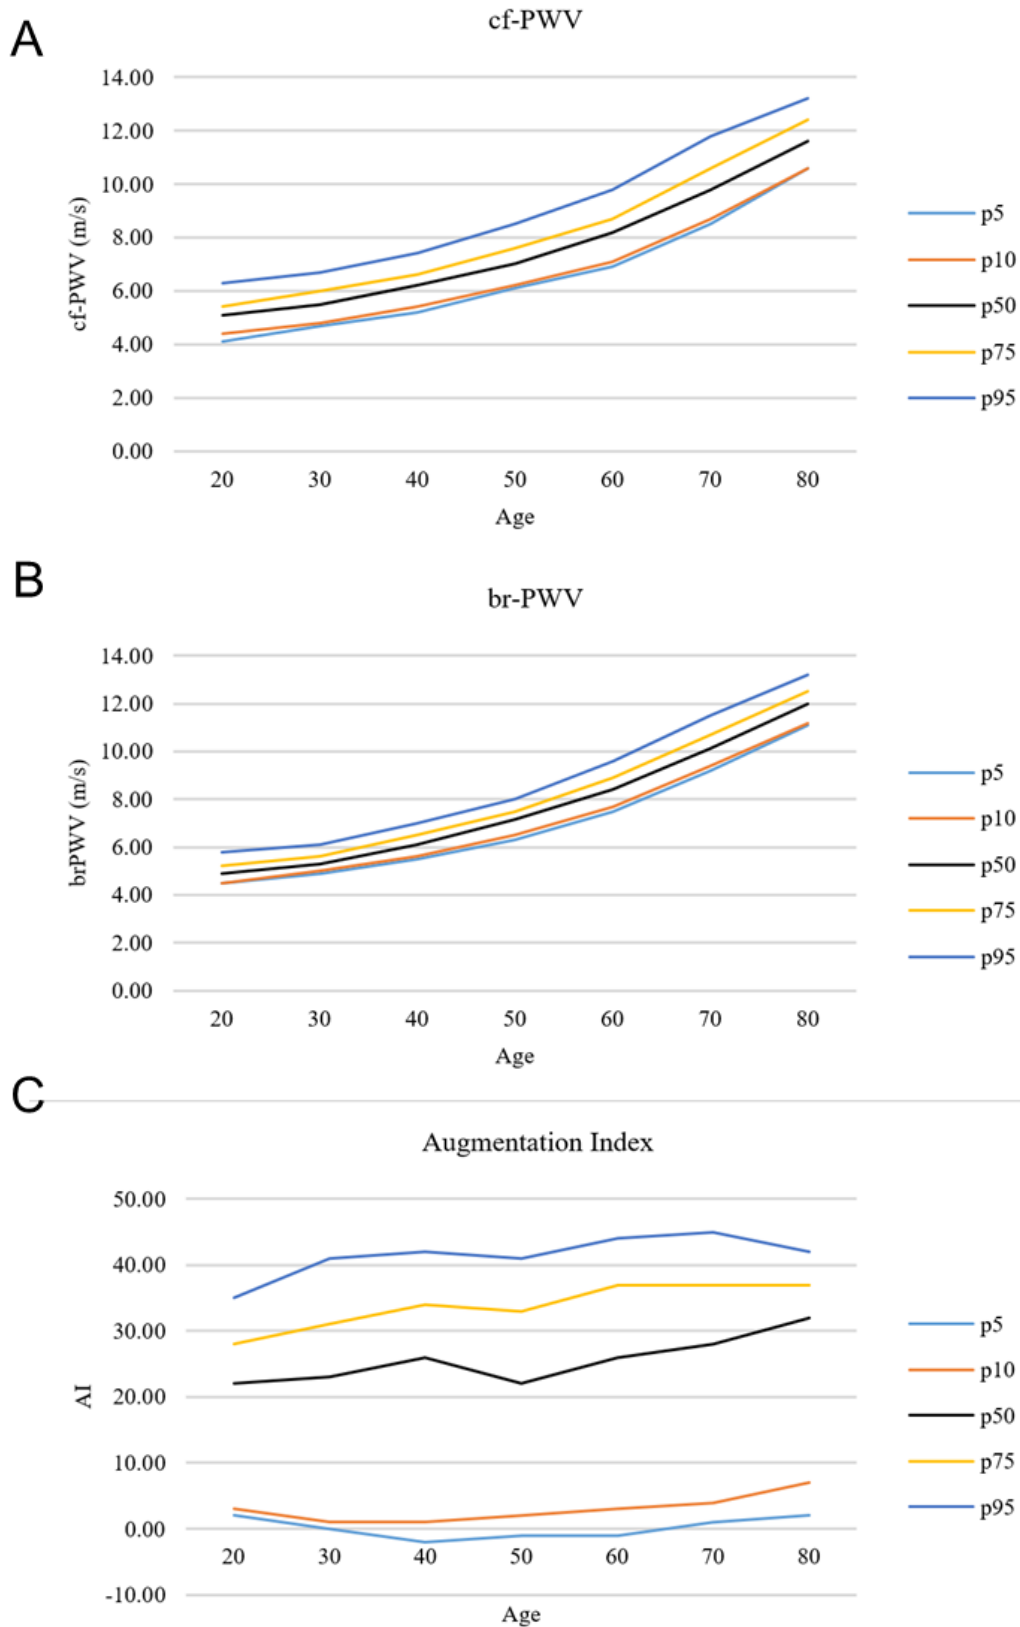 A
cf-PWV
14.00
12.00
10.00
8.00
6.00
4.00
2.00
0.00
cf-PWV (m/s)
20 30 40 50 60 70 80
Age
p5
p10
p50
p75
p95
B
br-PWV
14.00
12.00
10.00
8.00
6.00
4.00
2.00
0.00
brPWV (m/s)
20 30 40 50 60 70 80
Age
p5
p10
p50
p75
p95
C
Augmentation Index
50.00
40.00
30.00
20.00
10.00
0.00
-10.00
AI
20 30 40 50 60 70 80
Age
p5
p10
p50
p75
p95